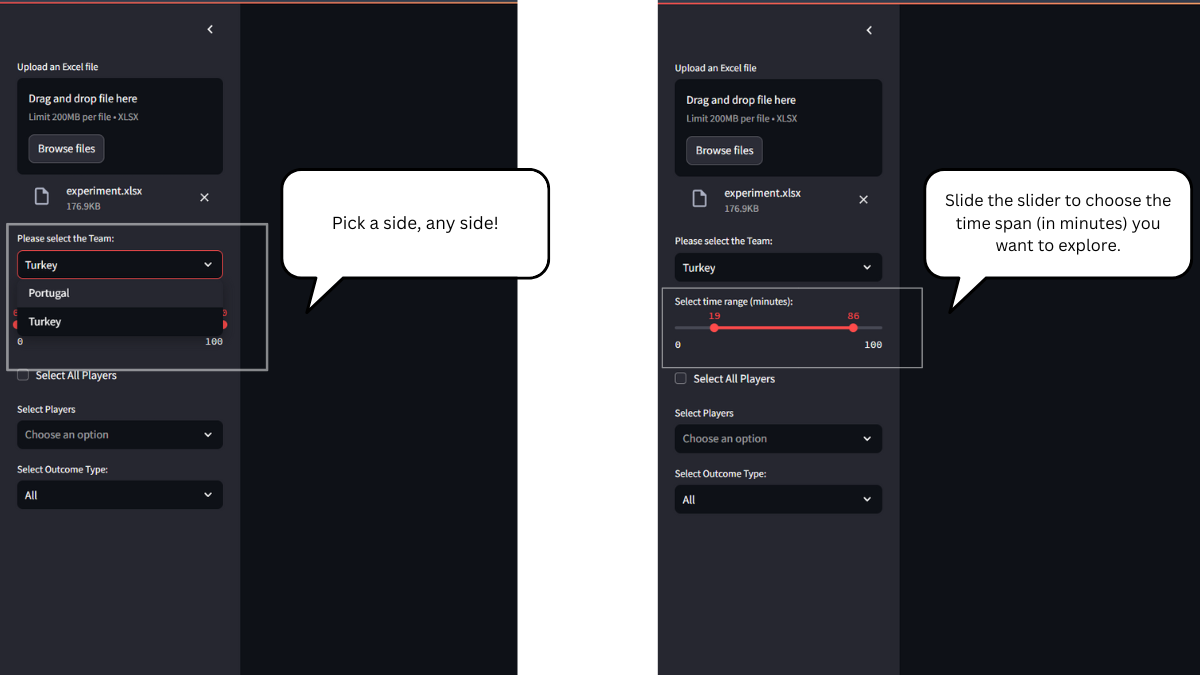 Upload an Excel file
Drag and drop file here
Limit 200MB per file • XLSX
Browse files
experiment.xlsx
176.9KB
Please select the Team:
Turkey
Portugal
Turkey
0 100
Select All Players
Select Players
Choose an option
Select Outcome Type:
All
Pick a side, any side!
Upload an Excel file
Drag and drop file here
Limit 200MB per file • XLSX
Browse files
experiment.xlsx
176.9KB
Please select the Team:
Turkey
Select time range (minutes):
19 86
0 100
Select All Players
Select Players
Choose an option
Select Outcome Type:
All
Slide the slider to choose the
time span (in minutes) you
want to explore.